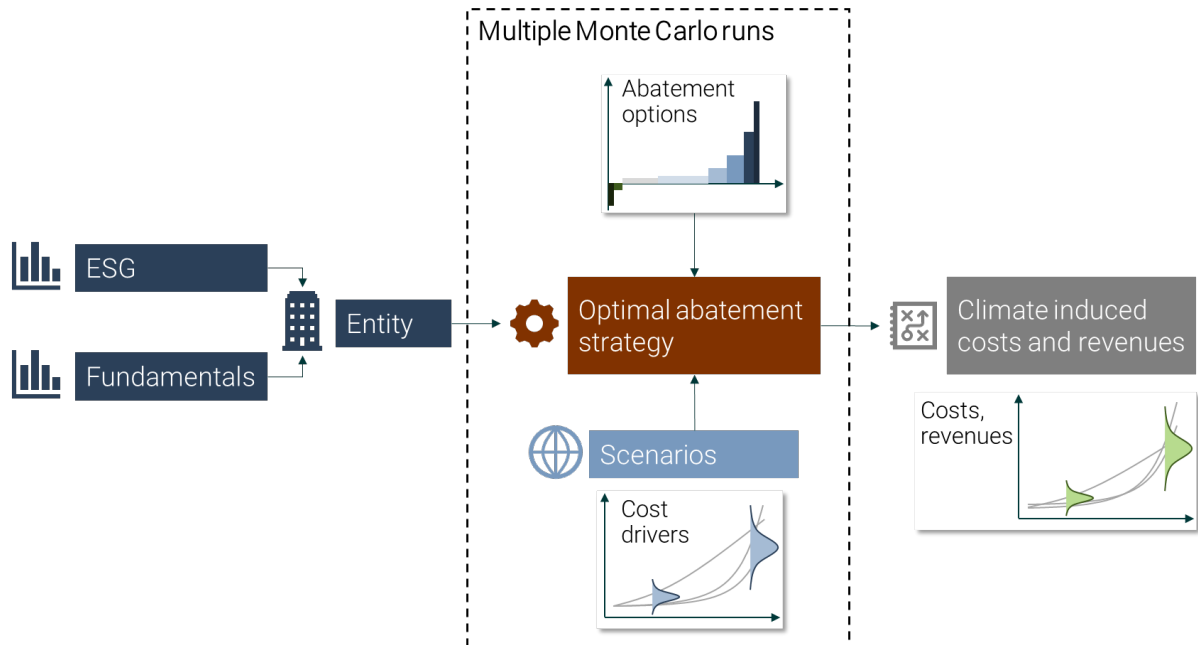 Multiple Monte Carlo runs
Abatement
options
ESG
Fundamentals
Entity
Optimal abatement
strategy
Climate induced
costs and revenues
Scenarios
Cost
drivers
Costs,
revenues